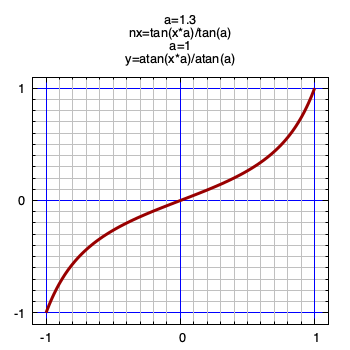 a=1.3
nx=tan(x*a)/tan(a)
a=1
y=atan(x*a)/atan(a)
1
0
-1
-1 0 1